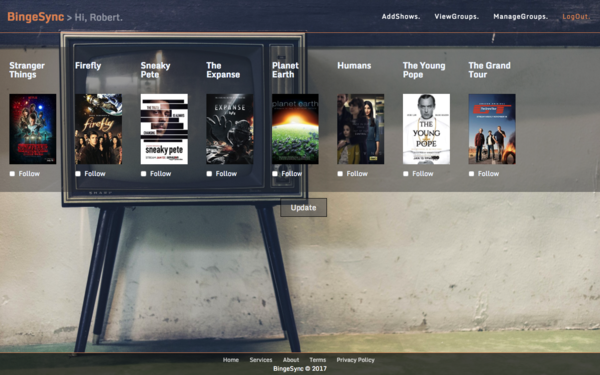 BingeSync > Hi, Robert.
AddShows. ViewGroups. ManageGroups. LogOut.
Stranger Things
Firefly
Sneaky Pete
The Expanse
Planet Earth
Humans
The Young Pope
The Grand Tour
Firefly
sneaky pete
EXPANSE
planet earth
THE YOUNG POPE
Follow
Follow
Follow
Follow
Follow
Follow
Follow
Follow
Update
Home Services About Terms Privacy Policy
BingeSync © 2017